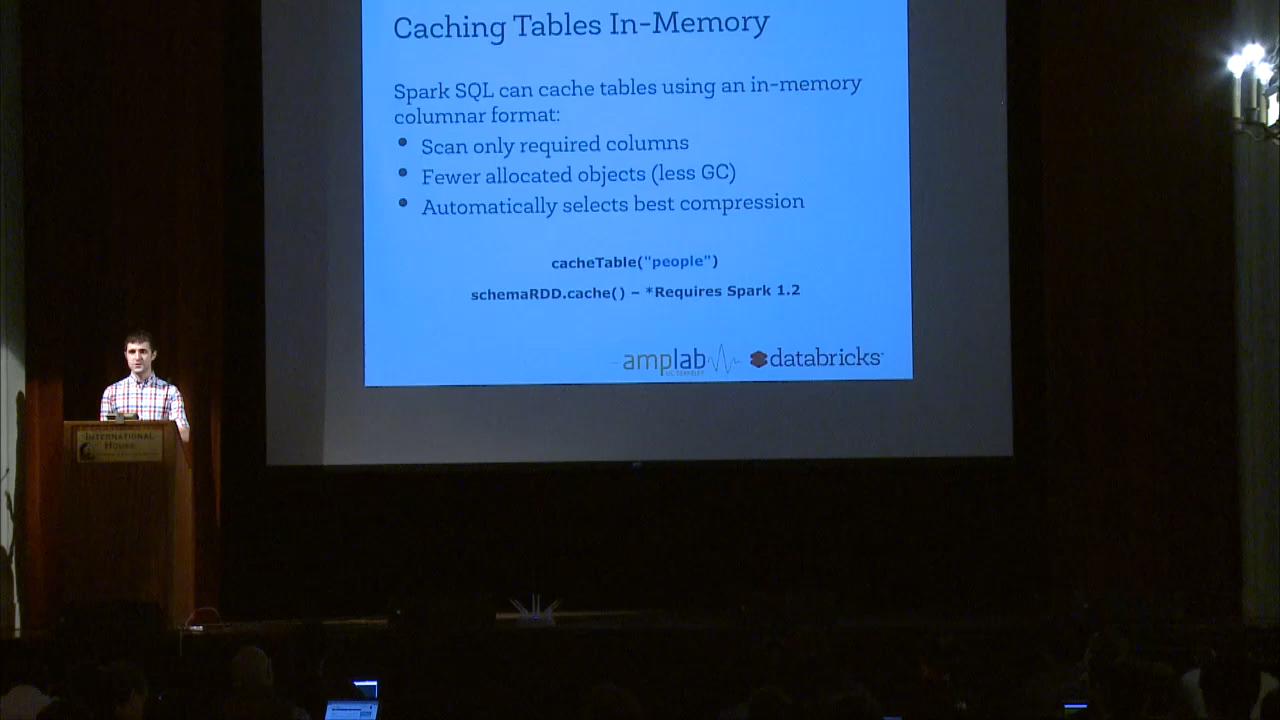 Caching Tables In-Memory
Spark SQL can cache tables using an in-memory
columnar format:
• Scan only required columns
• Fewer allocated objects (less GC)
• Automatically selects best compression
cacheTable("people")
schemaRDD.cache() – *Requires Spark 1.2
amplab
UC BERKELEY
databricks
INTERNATIONAL
HOUSE